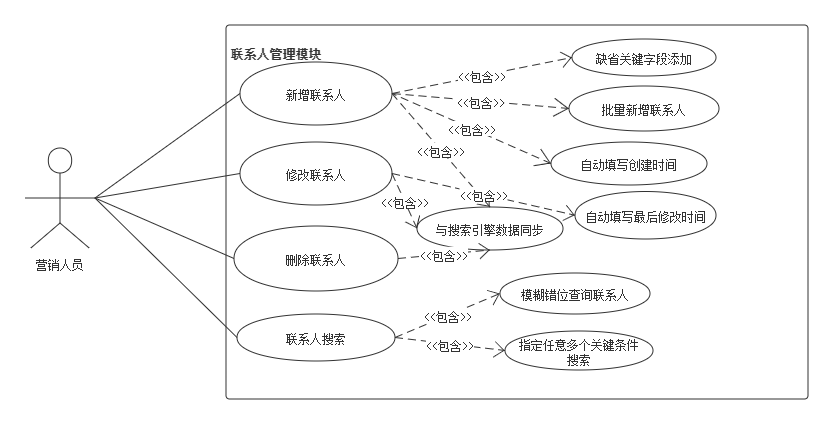 联系人管理模块
新增联系人
<<包含>>
缺省关键字段添加
<<包含>>
批量新增联系人
<<包含>>
自动填写创建时间
<<包含>>
修改联系人
<<包含>>
<<包含>>
自动填写最后修改时间
与搜索引擎数据同步
删除联系人
<<包含>>
营销人员
联系人搜索
<<包含>>
模糊错位查询联系人
<<包含>>
指定任意多个关键条件
搜索